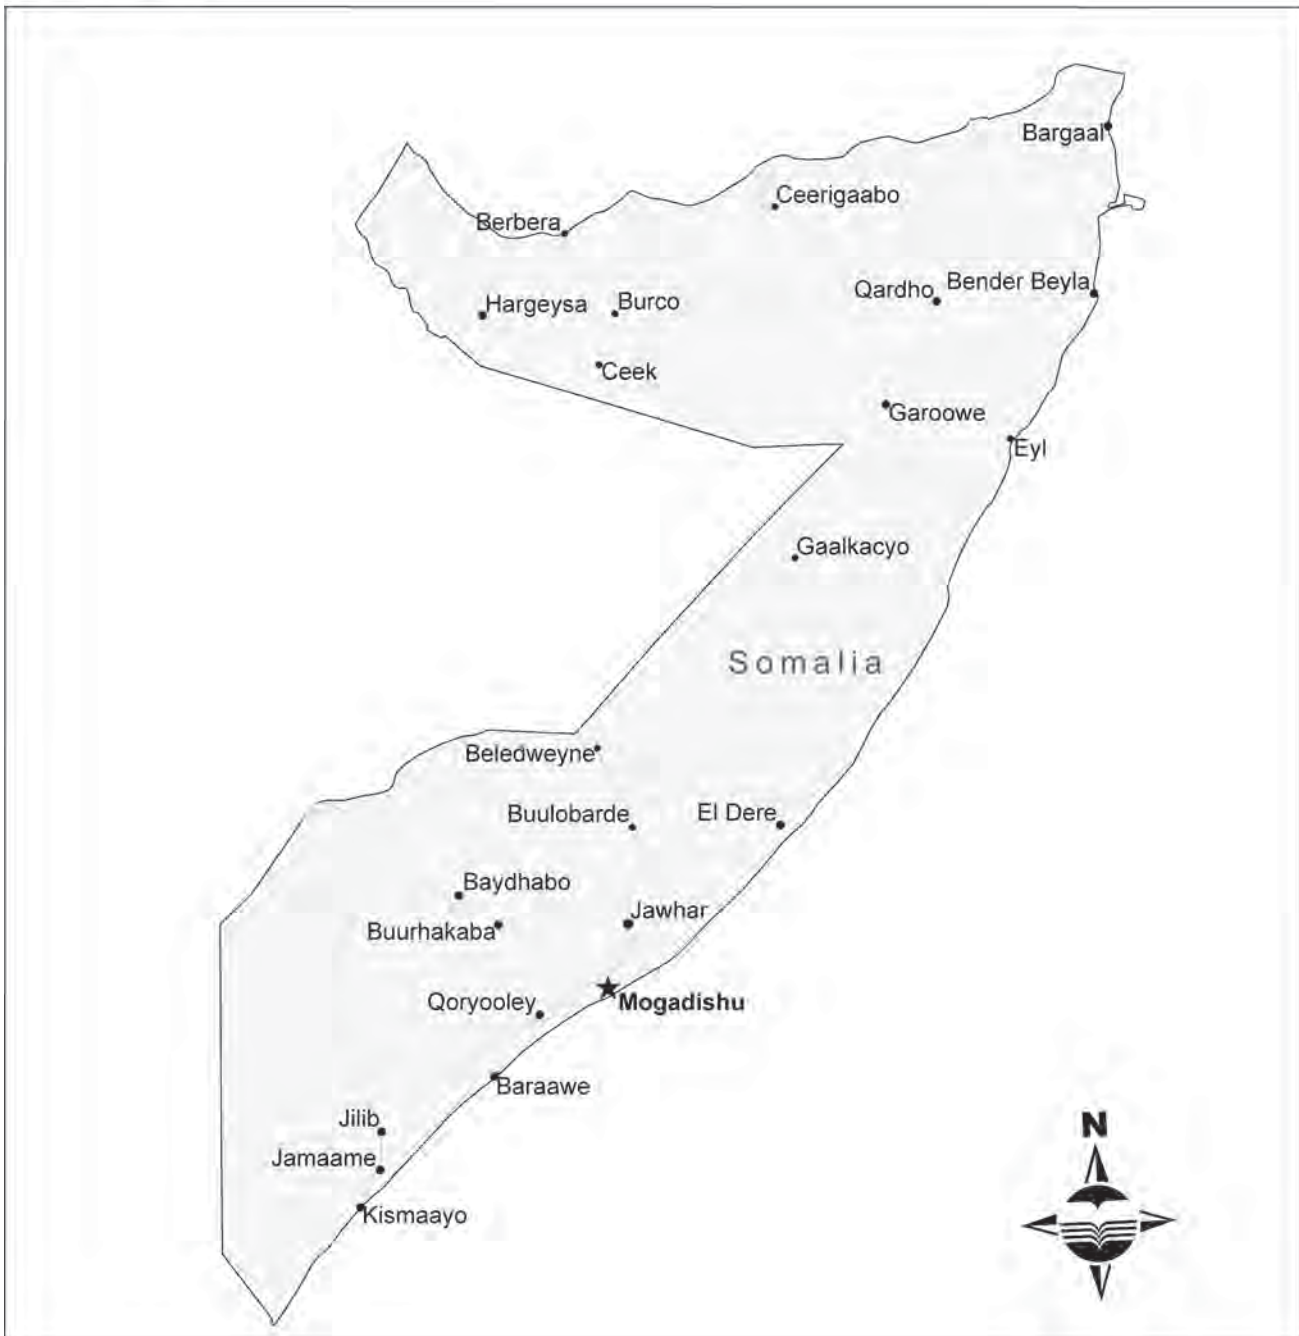 Bargaal
Ceerigaabo
Berbera
Qardho
Bender Beyla
Hargeysa
Burco
Ceek
Garoowe
Eyl
Gaalkacyo
Somalia
Beledweyne
Buulobarde
El Dere
Baydhabo
Buurhakaba
Jawhar
Qoryooley
Mogadishu
Baraawe
Jilib
Jamaame
Kismaayo
N